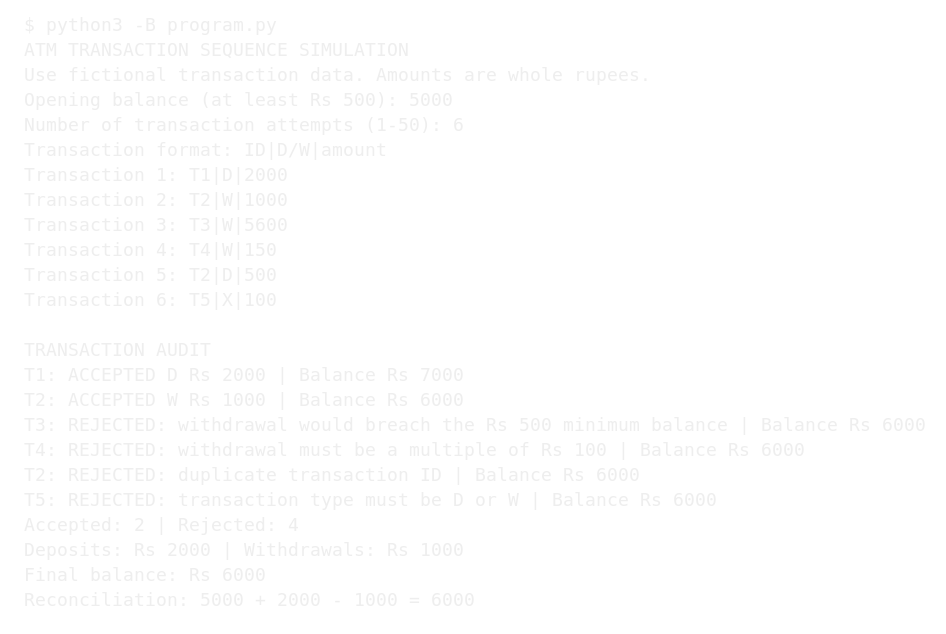 $ python3 -B program.py
ATM TRANSACTION SEQUENCE SIMULATION
Use fictional transaction data. Amounts are whole rupees.
Opening balance (at least Rs 500): 5000
Number of transaction attempts (1-50): 6
Transaction format: ID|D/W|amount
Transaction 1: T1|D|2000
Transaction 2: T2|W|1000
Transaction 3: T3|W|5600
Transaction 4: T4|W|150
Transaction 5: T2|D|500
Transaction 6: T5|X|100

TRANSACTION AUDIT
T1: ACCEPTED D Rs 2000 | Balance Rs 7000
T2: ACCEPTED W Rs 1000 | Balance Rs 6000
T3: REJECTED: withdrawal would breach the Rs 500 minimum balance | Balance Rs 6000
T4: REJECTED: withdrawal must be a multiple of Rs 100 | Balance Rs 6000
T2: REJECTED: duplicate transaction ID | Balance Rs 6000
T5: REJECTED: transaction type must be D or W | Balance Rs 6000
Accepted: 2 | Rejected: 4
Deposits: Rs 2000 | Withdrawals: Rs 1000
Final balance: Rs 6000
Reconciliation: 5000 + 2000 - 1000 = 6000